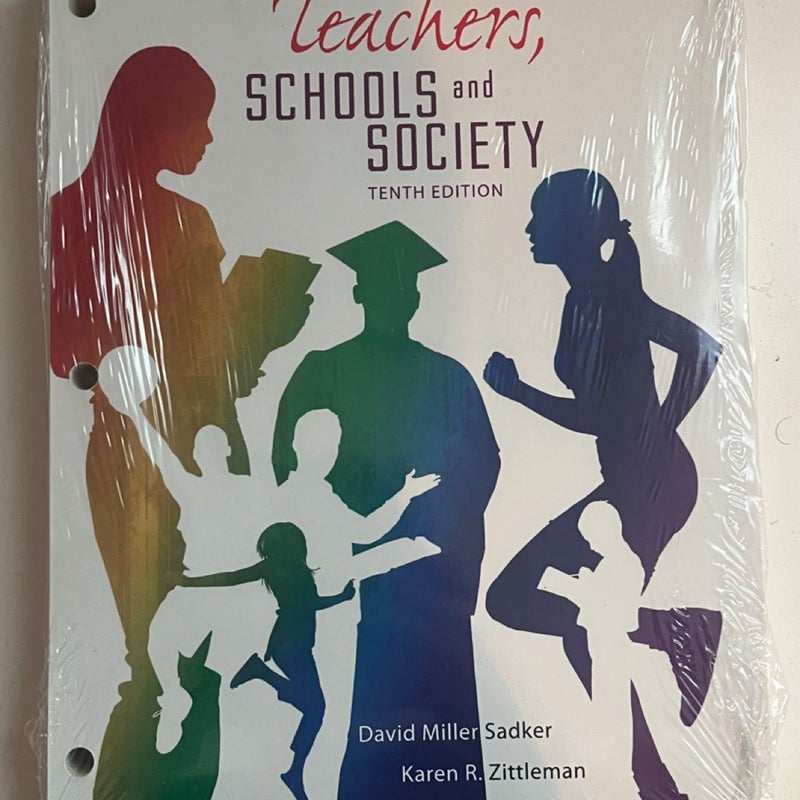 Teachers,
SCHOOLS and
SOCIETY
TENTH EDITION
David Miller Sadker
Karen R. Zittleman